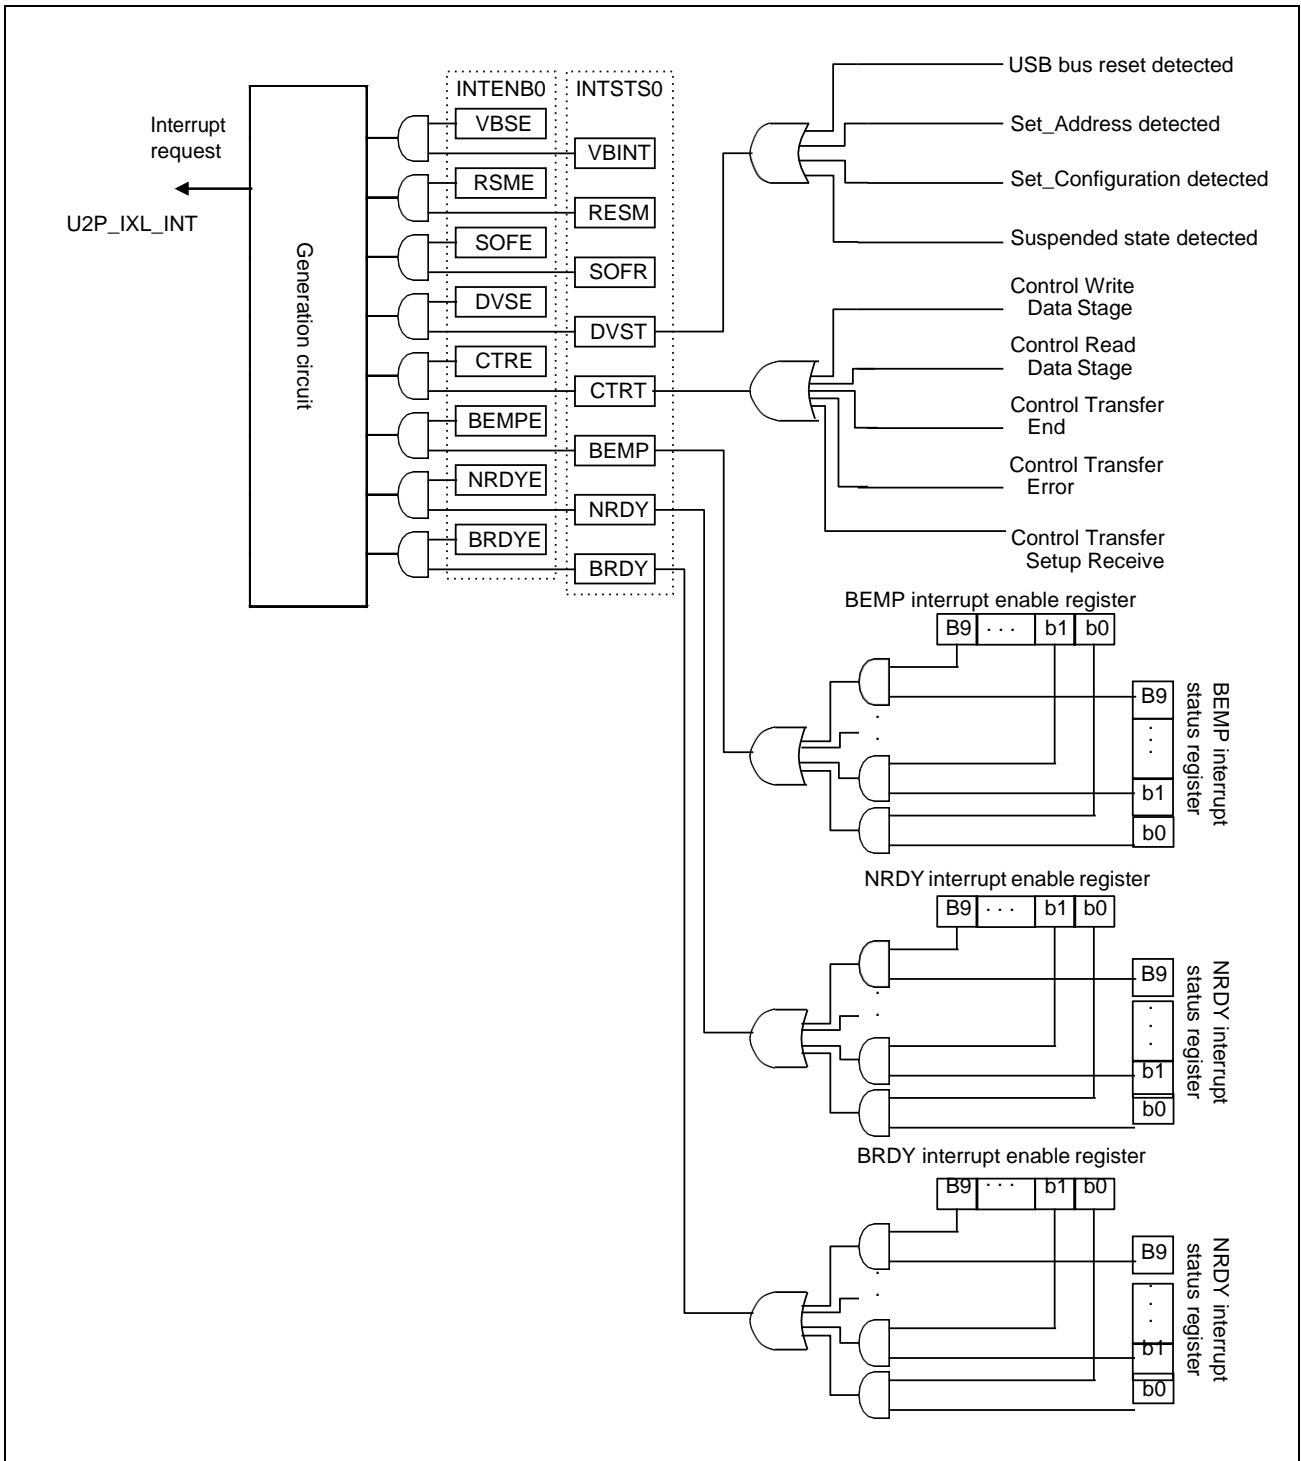 USB bus reset detected
Set_Address detected
Set_Configuration detected
Suspended state detected
INTENB0
INTSTS0
VBSE
VBINT
RSME
RESM
SOFE
SOFR
DVSE
DVST
CTRE
CTRT
BEMPE
BEMP
NRDYE
NRDY
BRDYE
BRDY
Interrupt
request
U2P_IXL_INT
Generation circuit
Control Write
Data Stage
Control Read
Data Stage
Control Transfer
End
Control Transfer
Error
Control Transfer
Setup Receive
BEMP interrupt enable register
B9 · · · b1 b0
B9
· · ·
b1
b0
BEMP interrupt
status register
NRDY interrupt enable register
B9 · · · b1 b0
B9
· · ·
b1
b0
NRDY interrupt
status register
BRDY interrupt enable register
B9 · · · b1 b0
B9
· · ·
b1
b0
NRDY interrupt
status register